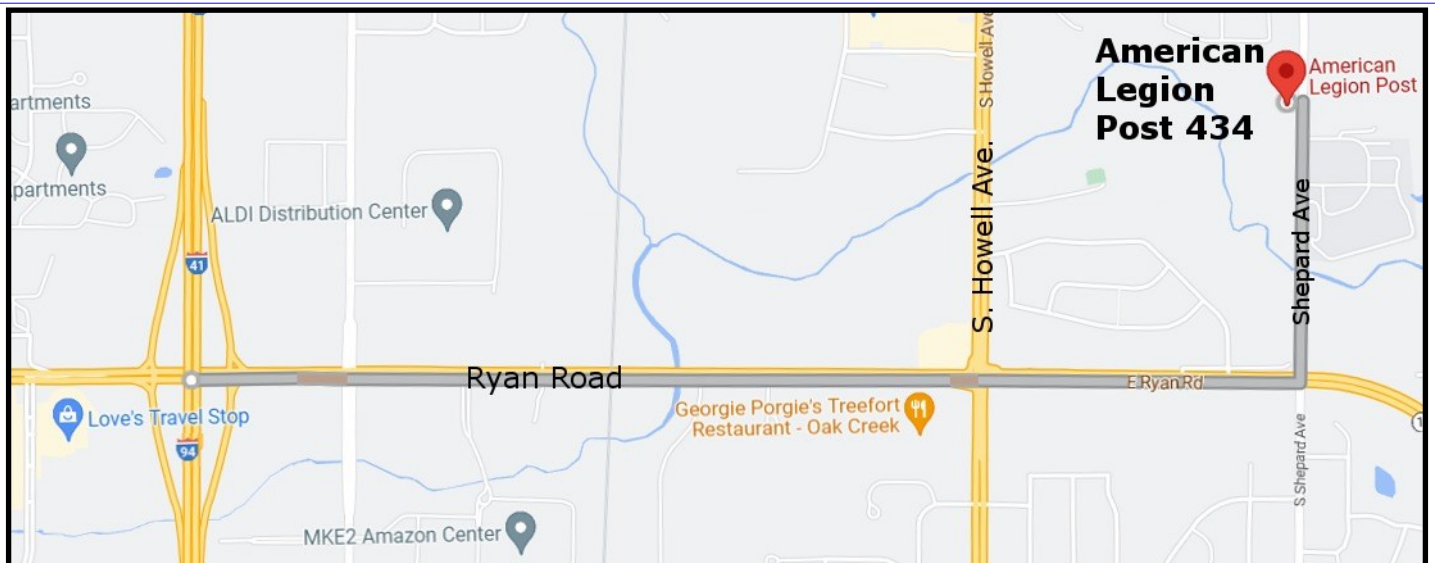 S Howell Ave
American
Legion
Post 434
American
Legion Post
artments
partments
ALDI Distribution Center
S. Howell Ave.
Shepard Ave
41
Ryan Road
E Ryan Rd
Love's Travel Stop
Georgie Porgie's Treefort
Restaurant - Oak Creek
94
S Shepard Ave
MKE2 Amazon Center